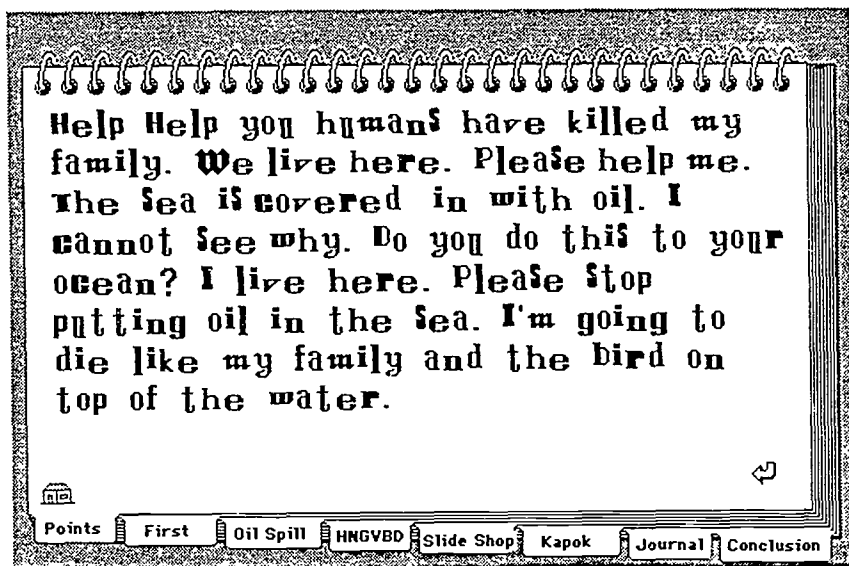 Help Help you humans have killed my
family. We live here. Please help me.
The Sea is covered in with oil. I
cannot See why. Do you do this to your
ocean? I live here. Please Stop
putting oil in the Sea. I'm going to
die like my family and the bird on
top of the water.
Points First Oil Spill HNGVBD Slide Shop Kapok Journal Conclusion